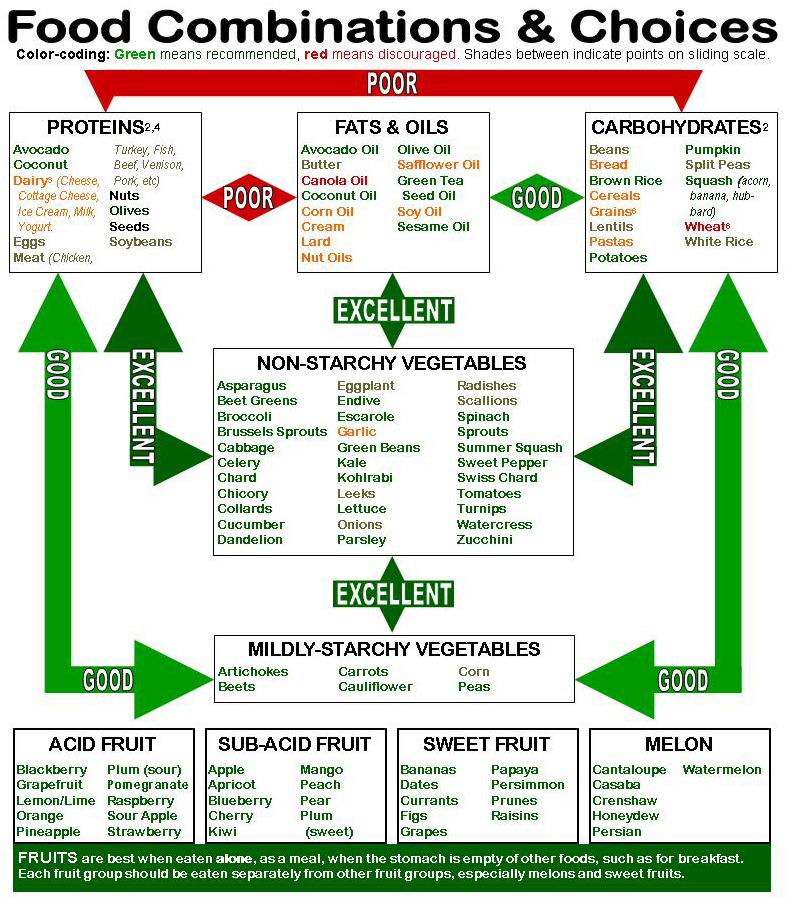 Food Combinations & Choices
Color-coding: Green means recommended, red means discouraged. Shades between indicate points on sliding scale.
POOR
PROTEINS2,4
Avocado
Coconut
Dairy5 (Cheese,
Cottage Cheese,
Ice Cream, Milk,
Yogurt.
Eggs
Meat (Chicken,
Turkey, Fish,
Beef, Venison,
Pork, etc)
Nuts
Olives
Seeds
Soybeans
POOR
FATS & OILS
Avocado Oil
Butter
Canola Oil
Coconut Oil
Corn Oil
Cream
Lard
Nut Oils
Olive Oil
Safflower Oil
Green Tea
Seed Oil
Soy Oil
Sesame Oil
GOOD
CARBOHYDRATES2
Beans
Bread
Brown Rice
Cereals
Grains6
Lentils
Pastas
Potatoes
Pumpkin
Split Peas
Squash (acorn,
banana, hub-
bard)
Wheat6
White Rice
EXCELLENT
GOOD
EXCELLENT
EXCELLENT
GOOD
NON-STARCHY VEGETABLES
Asparagus
Beet Greens
Broccoli
Brussels Sprouts
Cabbage
Celery
Chard
Chicory
Collards
Cucumber
Dandelion
Eggplant
Endive
Escarole
Garlic
Green Beans
Kale
Kohlrabi
Leeks
Lettuce
Onions
Parsley
Radishes
Scallions
Spinach
Sprouts
Summer Squash
Sweet Pepper
Swiss Chard
Tomatoes
Turnips
Watercress
Zucchini
EXCELLENT
GOOD
MILDLY-STARCHY VEGETABLES
Artichokes
Beets
Carrots
Cauliflower
Corn
Peas
GOOD
ACID FRUIT
Blackberry
Grapefruit
Lemon/Lime
Orange
Pineapple
Plum (sour)
Pomegranate
Raspberry
Sour Apple
Strawberry
SUB-ACID FRUIT
Apple
Apricot
Blueberry
Cherry
Kiwi
Mango
Peach
Pear
Plum
(sweet)
SWEET FRUIT
Bananas
Dates
Currants
Figs
Grapes
Papaya
Persimmon
Prunes
Raisins
MELON
Cantaloupe
Casaba
Crenshaw
Honeydew
Persian
Watermelon
FRUITS are best when eaten alone, as a meal, when the stomach is empty of other foods, such as for breakfast.
Each fruit group should be eaten separately from other fruit groups, especially melons and sweet fruits.